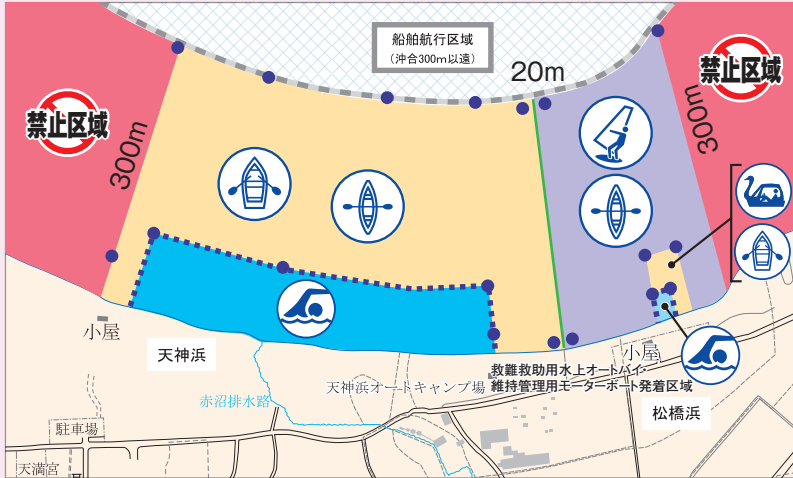 船舶航行区域
（沖合300m以遠）
20m
禁止区域
禁止区域
300m
300m
小屋
天神浜
小屋
救難救助用水上オートバイ・
維持管理用モーターボート発着区域
天神浜オートキャンプ場
赤沼排水路
松橋浜
駐車場
天満宮